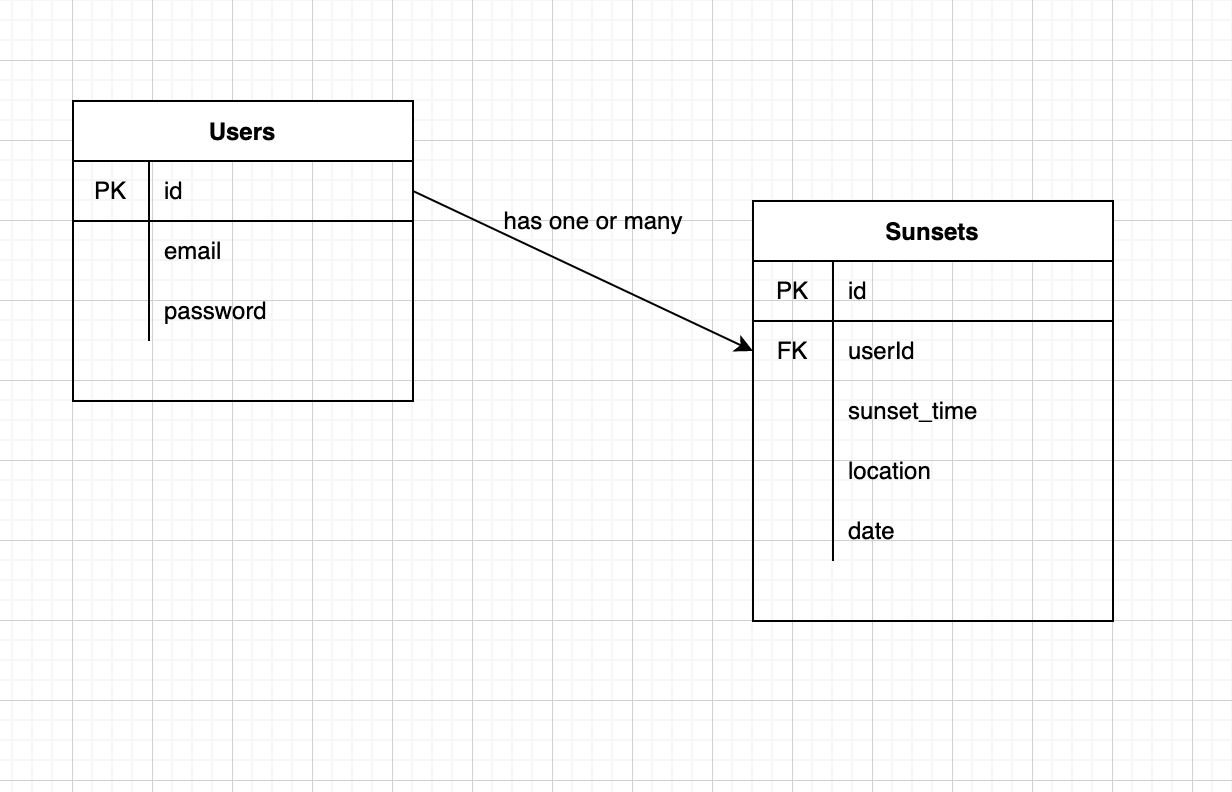 Users
PK id
email
password
has one or many
Sunsets
PK id
FK userId
sunset_time
location
date